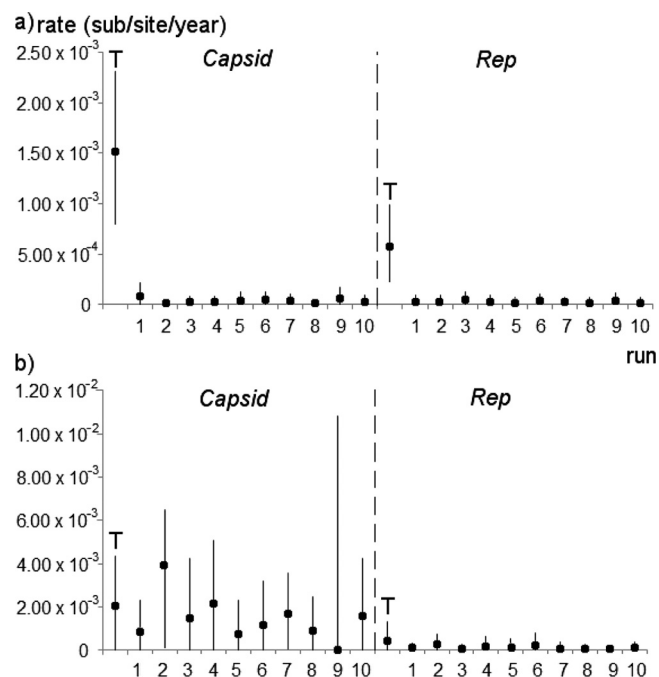 a) rate (sub/site/year)
2.50 x 10⁻³
T
Capsid
Rep
2.00 x 10⁻³
1.50 x 10⁻³
T
1.00 x 10⁻³
5.00 x 10⁻⁴
0
1 2 3 4 5 6 7 8 9 10 1 2 3 4 5 6 7 8 9 10
run
b)
1.20 x 10⁻²
Capsid
Rep
1.00 x 10⁻²
8.00 x 10⁻³
6.00 x 10⁻³
T
4.00 x 10⁻³
T
2.00 x 10⁻³
0
1 2 3 4 5 6 7 8 9 10 1 2 3 4 5 6 7 8 9 10